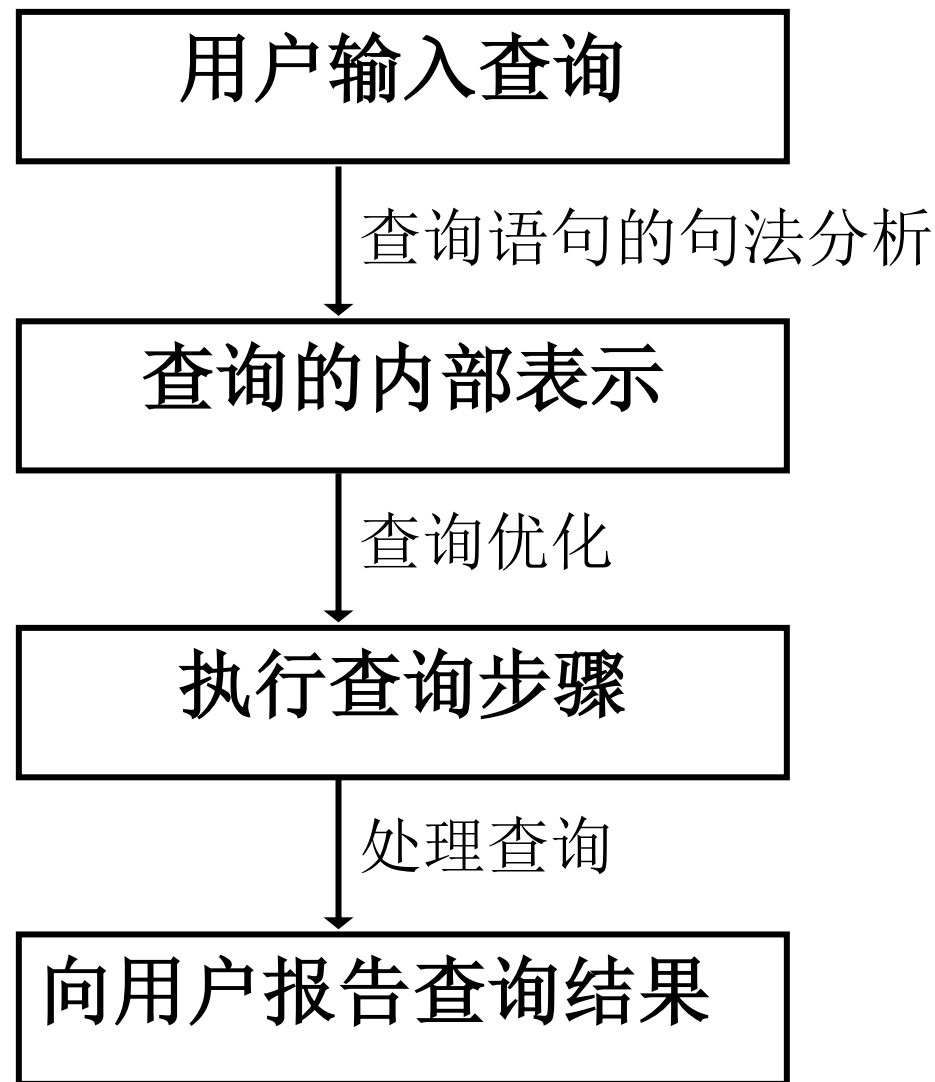 用户输入查询
查询语句的句法分析
查询的内部表示
查询优化
执行查询步骤
处理查询
向用户报告查询结果